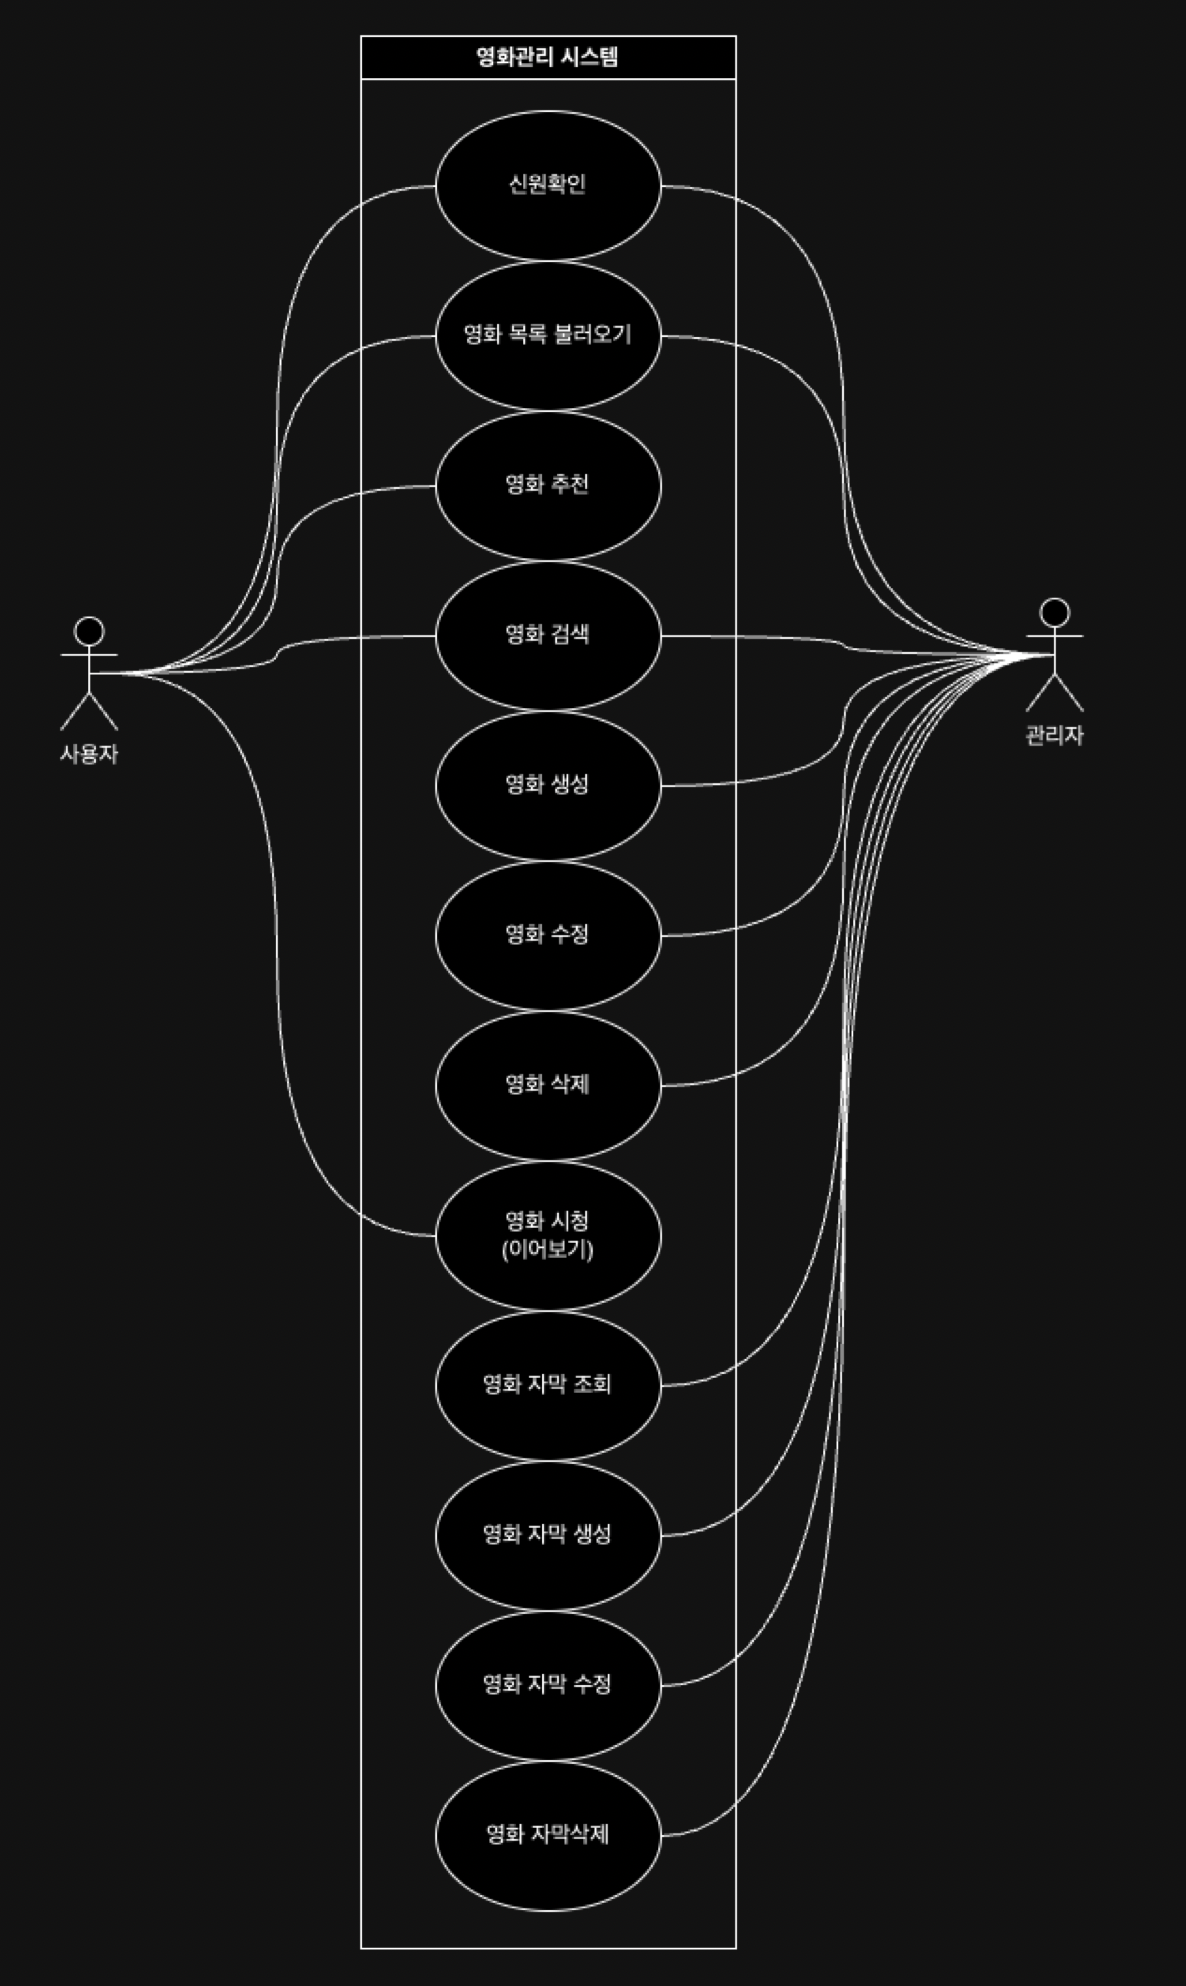 영화관리 시스템
신원확인
영화 목록 불러오기
영화 추천
영화 검색
사용자
관리자
영화 생성
영화 수정
영화 삭제
영화 시청
(이어보기)
영화 자막 조회
영화 자막 생성
영화 자막 수정
영화 자막삭제